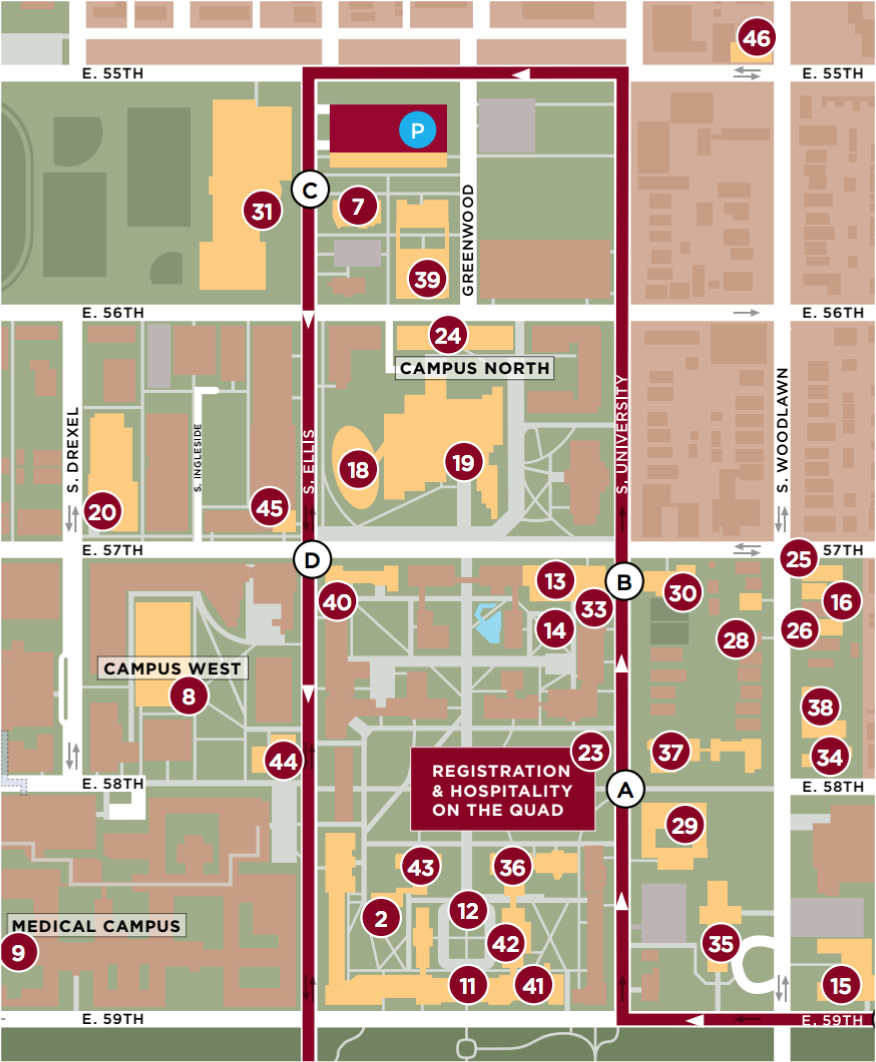 46
E. 55TH
E. 55TH
P
C
7
31
GREENWOOD
39
E. 56TH
E. 56TH
24
CAMPUS NORTH
S. DREXEL
S. INGLESIDE
S. ELLIS
S. UNIVERSITY
S. WOODLAWN
18
19
20
45
E. 57TH
D
57TH
25
13
B
30
40
33
16
14
28
26
CAMPUS WEST
8
38
44
23
37
34
REGISTRATION
& HOSPITALITY
ON THE QUAD
E. 58TH
A
E. 58TH
29
43
36
2
12
MEDICAL CAMPUS
9
42
35
11
41
15
E. 59TH
E. 59TH